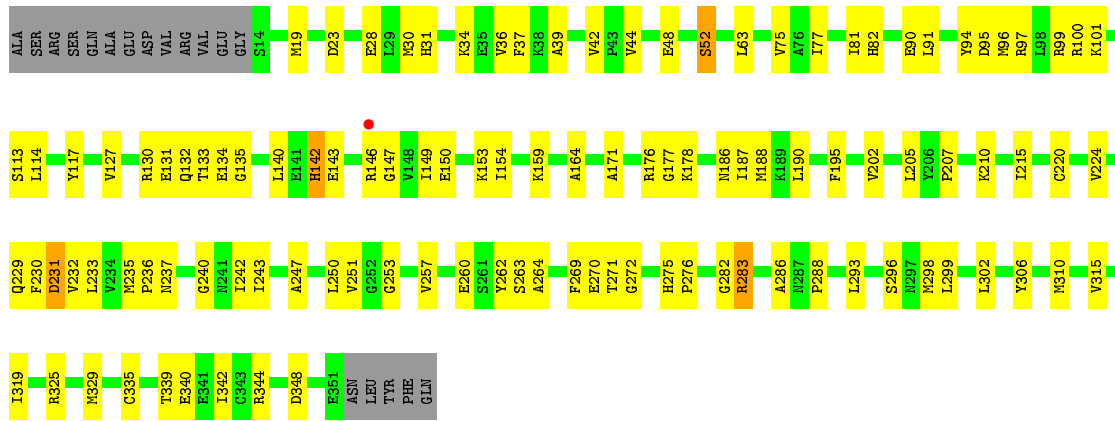 ALA SER ARG SER GLN ALA GLU ASP VAL ARG VAL GLU GLY S14 M19 D23 E28 L29 M30 H31 K34 E35 V36 F37 K38 A39 V42 P43 V44 E48 S52 L63 V75 A76 I77 I81 H82 E90 L91 Y94 D95 M96 R97 L98 R99 R100 K101
S113 L114 Y117 V127 R130 E131 Q132 T133 E134 G135 L140 E141 H142 E143 R146 G147 V148 I149 E150 K153 I154 K159 A164 A171 R176 G177 K178 N186 I187 M188 K189 L190 F195 V202 L205 Y206 P207 K210 I215 C220 V224
Q229 F230 D231 V232 L233 V234 M235 P236 N237 G240 N241 I242 I243 A247 L250 V251 G252 G253 V257 E260 S261 Y262 S263 A264 F269 E270 T271 G272 H275 P276 G282 R283 A286 N287 P288 L293 S296 N297 M298 L299 L302 Y306 M310 V315
I319 R325 M329 C335 T339 E340 E341 I342 C343 R344 D348 E351 ASN LEU TYR PHE GLN